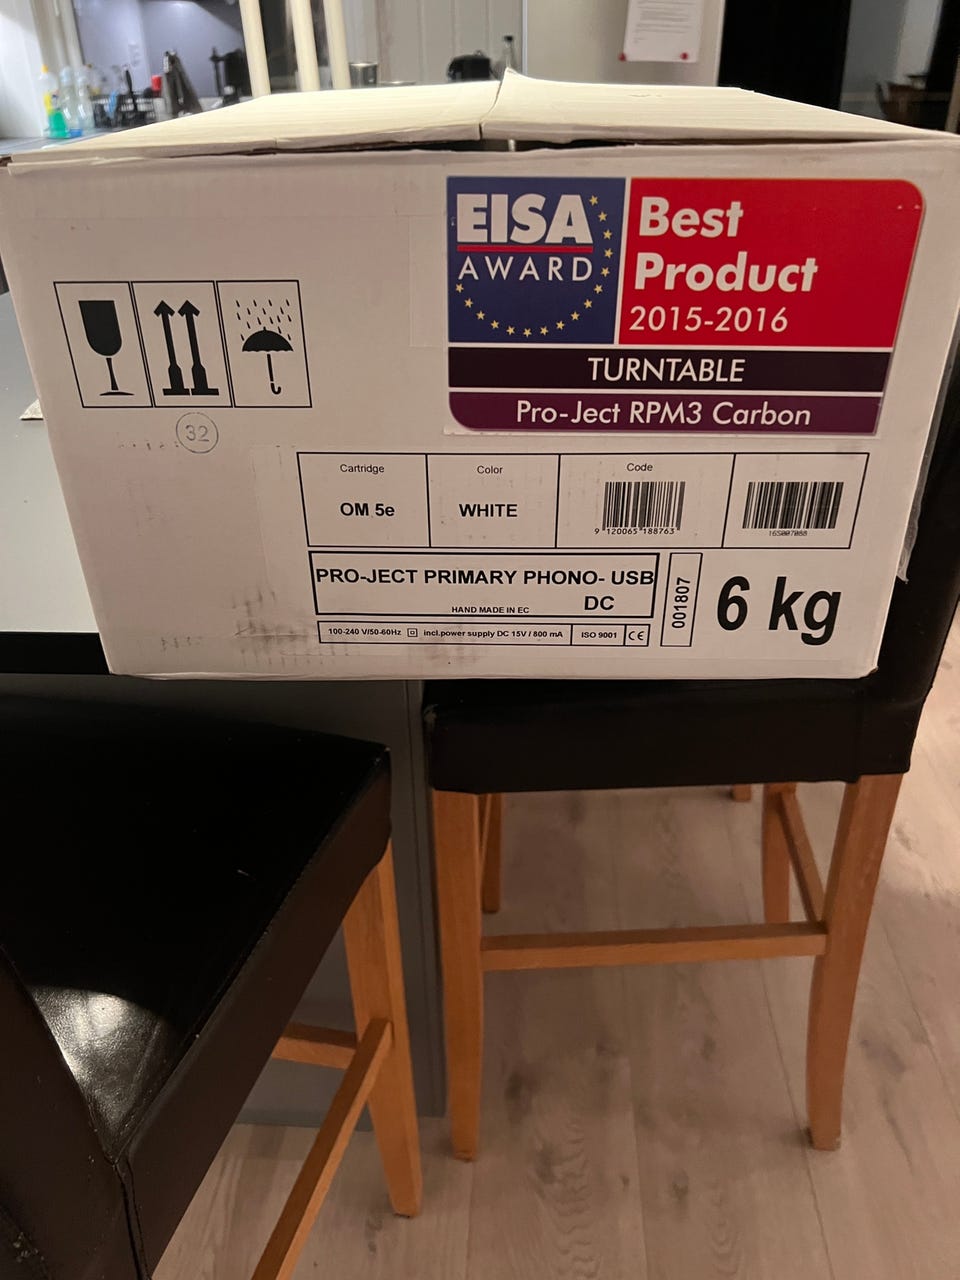 EISA
AWARD
Best
Product
2015-2016
TURNTABLE
Pro-Ject RPM3 Carbon
32
Cartridge
OM 5e
Color
WHITE
Code
9 120065 188763
16S007088
PRO-JECT PRIMARY PHONO- USB
DC
HAND MADE IN EC
100-240 V/50-60Hz incl.power supply DC 15V / 800 mA ISO 9001 CE
001807
6 kg